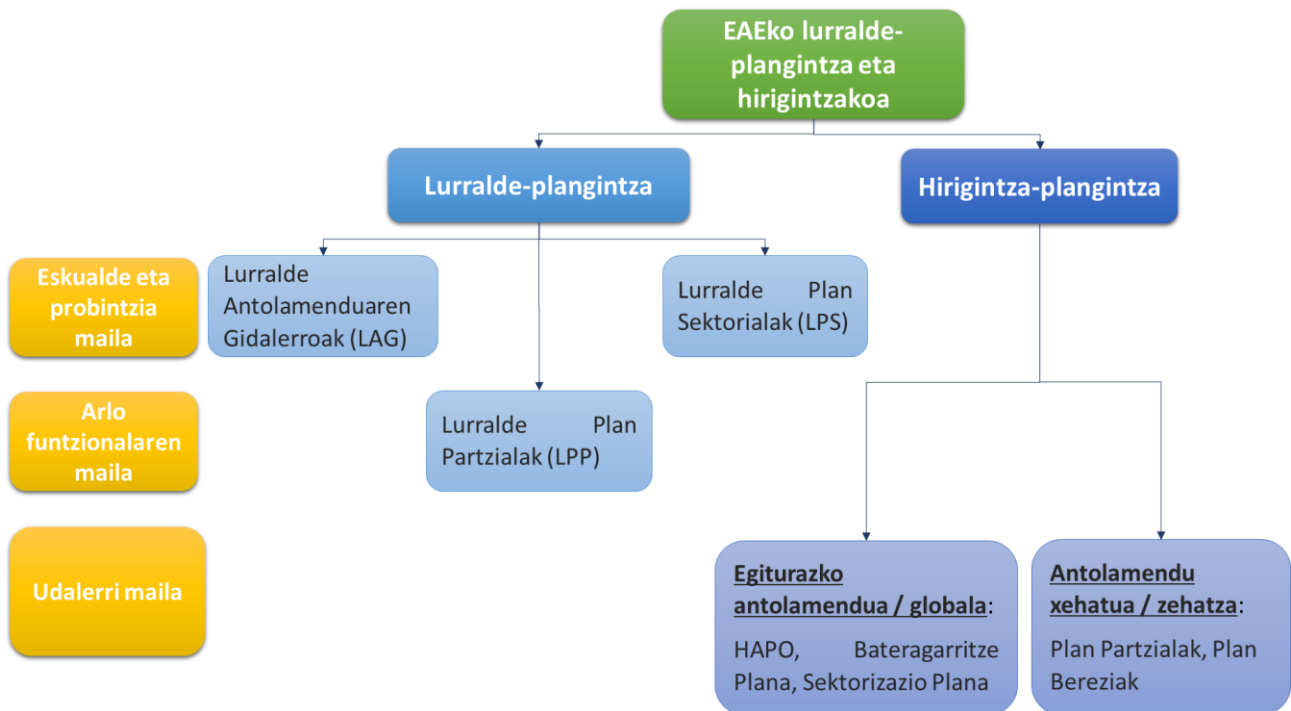 EAEko lurralde-
plangintza eta
hirigintzakoa
Lurralde-plangintza
Hirigintza-plangintza
Eskualde eta
probintzia
maila
Lurralde
Antolamenduaren
Gidalerroak (LAG)
Lurralde Plan
Sektorialak (LPS)
Arlo
funtzionalaren
maila
Lurralde Plan
Partzialak (LPP)
Udalerri maila
Egiturazko
antolamendua / globala:
HAPO, Bateragarritze
Plana, Sektorizazio Plana
Antolamendu
xehatua / zehatza:
Plan Partzialak, Plan
Bereziak